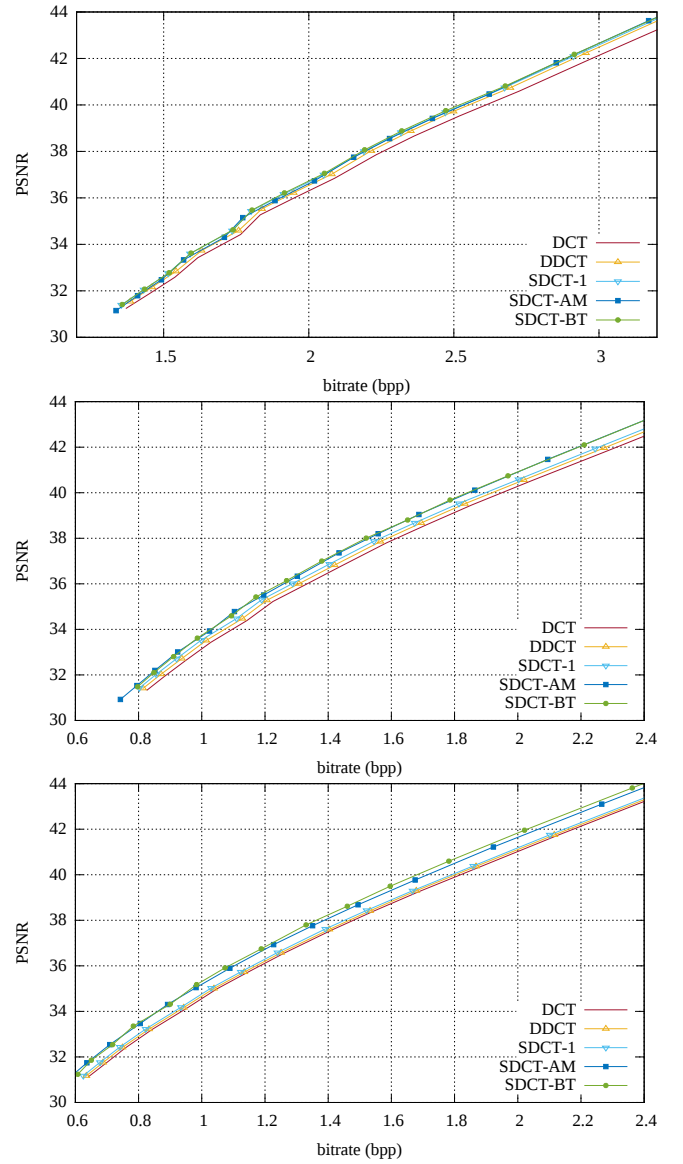 44
42
40
38
36
34
32
30
PSNR
DCT
DDCT
SDCT-1
SDCT-AM
SDCT-BT
1.5 2 2.5 3
bitrate (bpp)
44
42
40
38
36
34
32
30
PSNR
DCT
DDCT
SDCT-1
SDCT-AM
SDCT-BT
0.6 0.8 1 1.2 1.4 1.6 1.8 2 2.2 2.4
bitrate (bpp)
44
42
40
38
36
34
32
30
PSNR
DCT
DDCT
SDCT-1
SDCT-AM
SDCT-BT
0.6 0.8 1 1.2 1.4 1.6 1.8 2 2.2 2.4
bitrate (bpp)